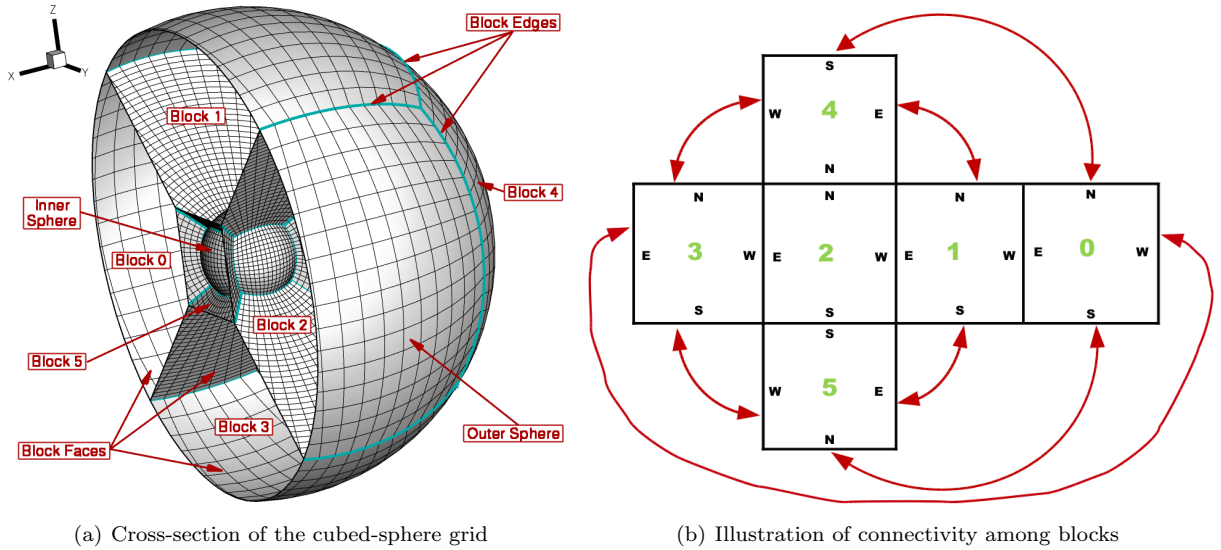 Z
X
Y
Block Edges
Block 1
Block 4
Inner
Sphere
Block 0
Block 2
Block 5
Block 3
Outer Sphere
Block Faces
(a) Cross-section of the cubed-sphere grid
S
W 4 E
N
N N N N
E 3 W E 2 W E 1 W E 0 W
S S S S
S
W 5 E
N
(b) Illustration of connectivity among blocks